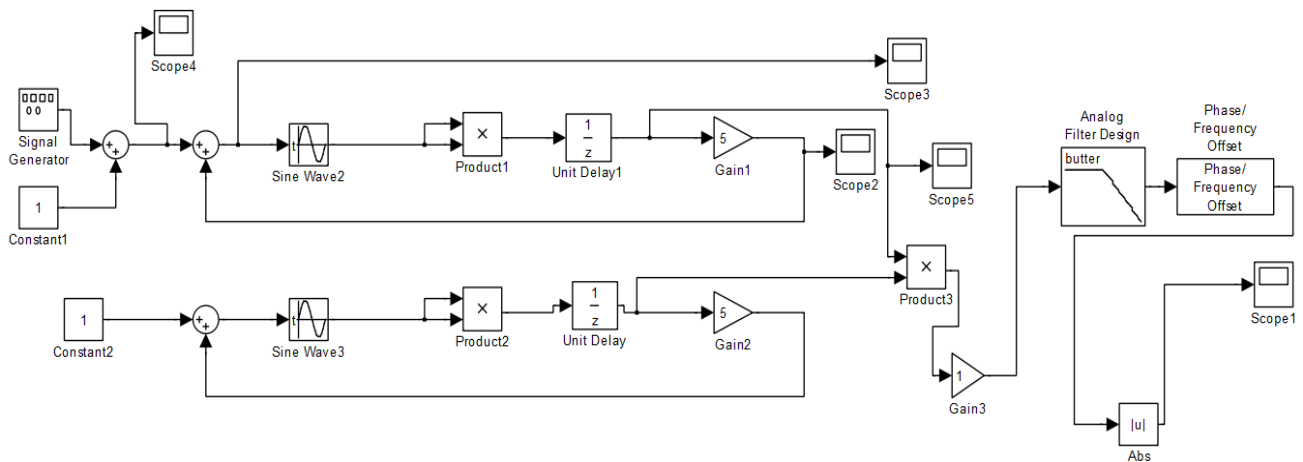 Scope4
Scope3
Signal
Generator
+
+
+
+
t
Sine Wave2
×
Product1
1
z
Unit Delay1
5
Gain1
Scope2
Scope5
Analog
Filter Design
butter
Phase/
Frequency
Offset
Phase/
Frequency
Offset
1
Constant1
1
Constant2
+
+
t
Sine Wave3
×
Product2
1
z
Unit Delay
5
Gain2
×
Product3
1
Gain3
Scope1
|u|
Abs